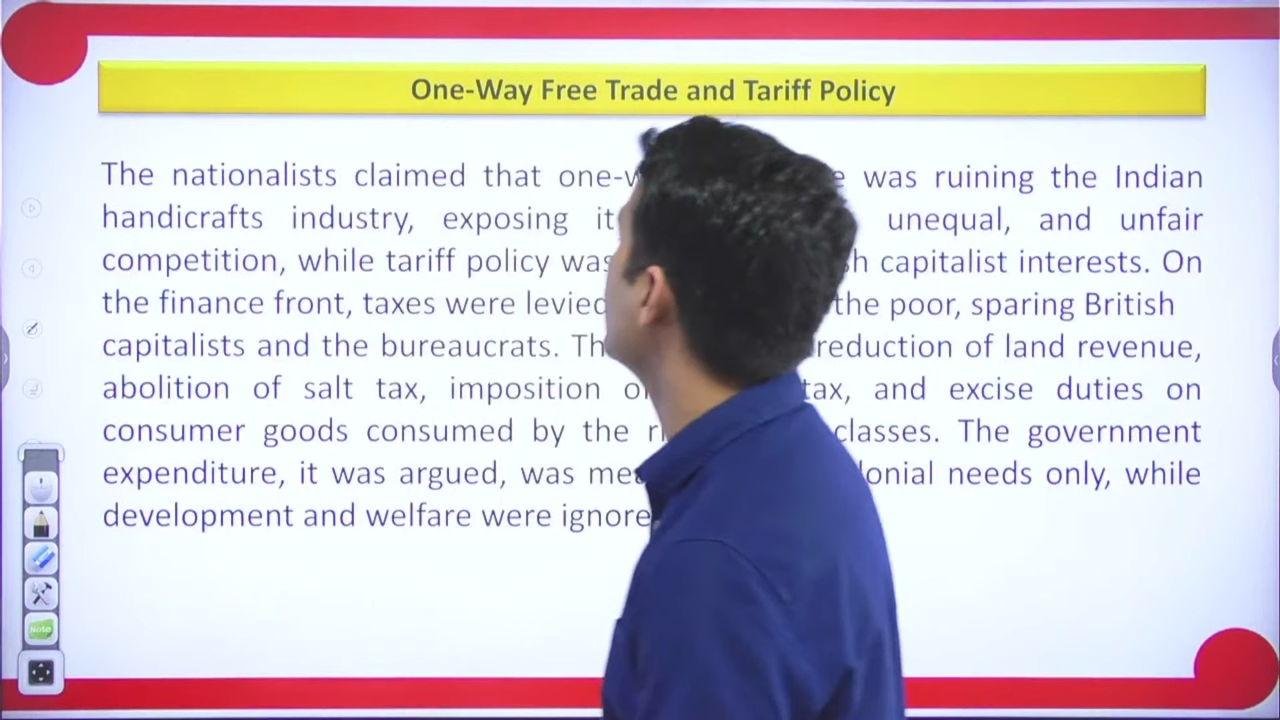 One-Way Free Trade and Tariff Policy
The nationalists claimed that one-w was ruining the Indian
handicrafts industry, exposing it unequal, and unfair
competition, while tariff policy was capitalist interests. On
the finance front, taxes were levied the poor, sparing British
capitalists and the bureaucrats. Th reduction of land revenue,
abolition of salt tax, imposition o tax, and excise duties on
consumer goods consumed by the classes. The government
expenditure, it was argued, was onial needs only, while
development and welfare were ignore
Note